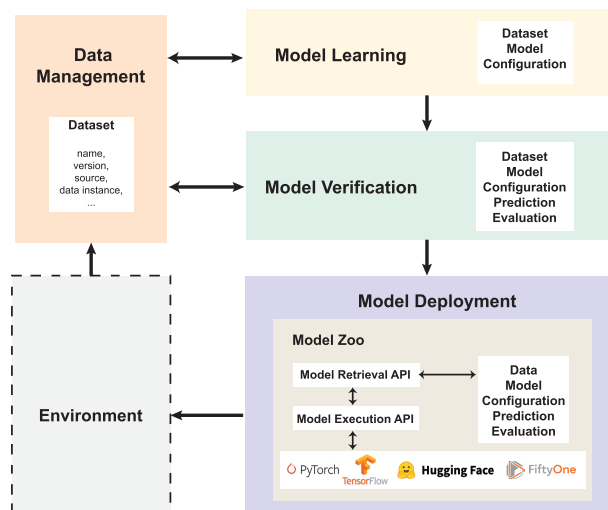 Data
Management
Dataset
name,
version,
source,
data instance,
...
Model Learning
Dataset
Model
Configuration
Model Verification
Dataset
Model
Configuration
Prediction
Evaluation
Environment
Model Deployment
Model Zoo
Model Retrieval API
Model Execution API
Data
Model
Configuration
Prediction
Evaluation
PyTorch
TensorFlow
Hugging Face
FiftyOne